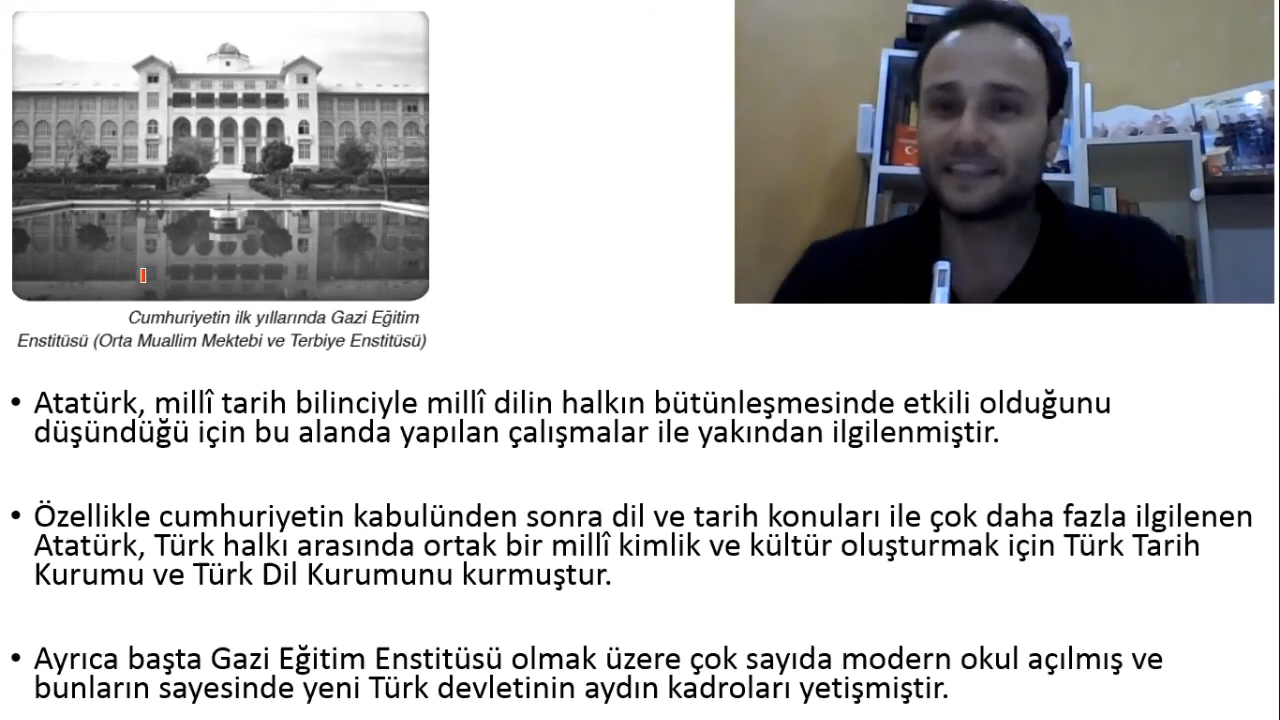 Cumhuriyetin ilk yıllarında Gazi Eğitim
Enstitüsü (Orta Muallim Mektebi ve Terbiye Enstitüsü)
• Atatürk, millî tarih bilinciyle millî dilin halkın bütünleşmesinde etkili olduğunu
düşündüğü için bu alanda yapılan çalışmalar ile yakından ilgilenmiştir.
• Özellikle cumhuriyetin kabulünden sonra dil ve tarih konuları ile çok daha fazla ilgilenen
Atatürk, Türk halkı arasında ortak bir millî kimlik ve kültür oluşturmak için Türk Tarih
Kurumu ve Türk Dil Kurumunu kurmuştur.
• Ayrıca başta Gazi Eğitim Enstitüsü olmak üzere çok sayıda modern okul açılmış ve
bunların sayesinde yeni Türk devletinin aydın kadroları yetişmiştir.